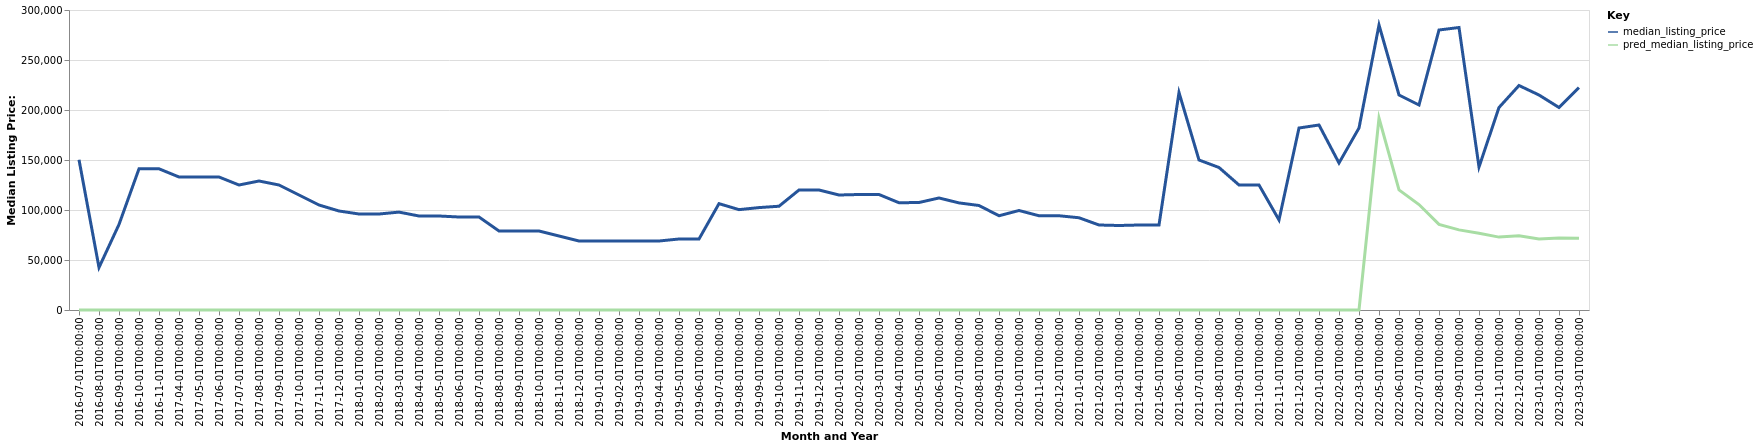 300,000
250,000
200,000
150,000
100,000
50,000
0
Median Listing Price:
Key
median_listing_price
pred_median_listing_price
2016-07-01T00:00:00
2016-08-01T00:00:00
2016-09-01T00:00:00
2016-10-01T00:00:00
2016-11-01T00:00:00
2017-04-01T00:00:00
2017-05-01T00:00:00
2017-06-01T00:00:00
2017-07-01T00:00:00
2017-08-01T00:00:00
2017-09-01T00:00:00
2017-10-01T00:00:00
2017-11-01T00:00:00
2017-12-01T00:00:00
2018-01-01T00:00:00
2018-02-01T00:00:00
2018-03-01T00:00:00
2018-04-01T00:00:00
2018-05-01T00:00:00
2018-06-01T00:00:00
2018-07-01T00:00:00
2018-08-01T00:00:00
2018-09-01T00:00:00
2018-10-01T00:00:00
2018-11-01T00:00:00
2018-12-01T00:00:00
2019-01-01T00:00:00
2019-02-01T00:00:00
2019-03-01T00:00:00
2019-04-01T00:00:00
2019-05-01T00:00:00
2019-06-01T00:00:00
2019-07-01T00:00:00
2019-08-01T00:00:00
2019-09-01T00:00:00
2019-10-01T00:00:00
2019-11-01T00:00:00
2019-12-01T00:00:00
2020-01-01T00:00:00
2020-02-01T00:00:00
2020-03-01T00:00:00
2020-04-01T00:00:00
2020-05-01T00:00:00
2020-06-01T00:00:00
2020-07-01T00:00:00
2020-08-01T00:00:00
2020-09-01T00:00:00
2020-10-01T00:00:00
2020-11-01T00:00:00
2020-12-01T00:00:00
2021-01-01T00:00:00
2021-02-01T00:00:00
2021-03-01T00:00:00
2021-04-01T00:00:00
2021-05-01T00:00:00
2021-06-01T00:00:00
2021-07-01T00:00:00
2021-08-01T00:00:00
2021-09-01T00:00:00
2021-10-01T00:00:00
2021-11-01T00:00:00
2021-12-01T00:00:00
2022-01-01T00:00:00
2022-02-01T00:00:00
2022-03-01T00:00:00
2022-05-01T00:00:00
2022-06-01T00:00:00
2022-07-01T00:00:00
2022-08-01T00:00:00
2022-09-01T00:00:00
2022-10-01T00:00:00
2022-11-01T00:00:00
2022-12-01T00:00:00
2023-01-01T00:00:00
2023-02-01T00:00:00
2023-03-01T00:00:00
Month and Year